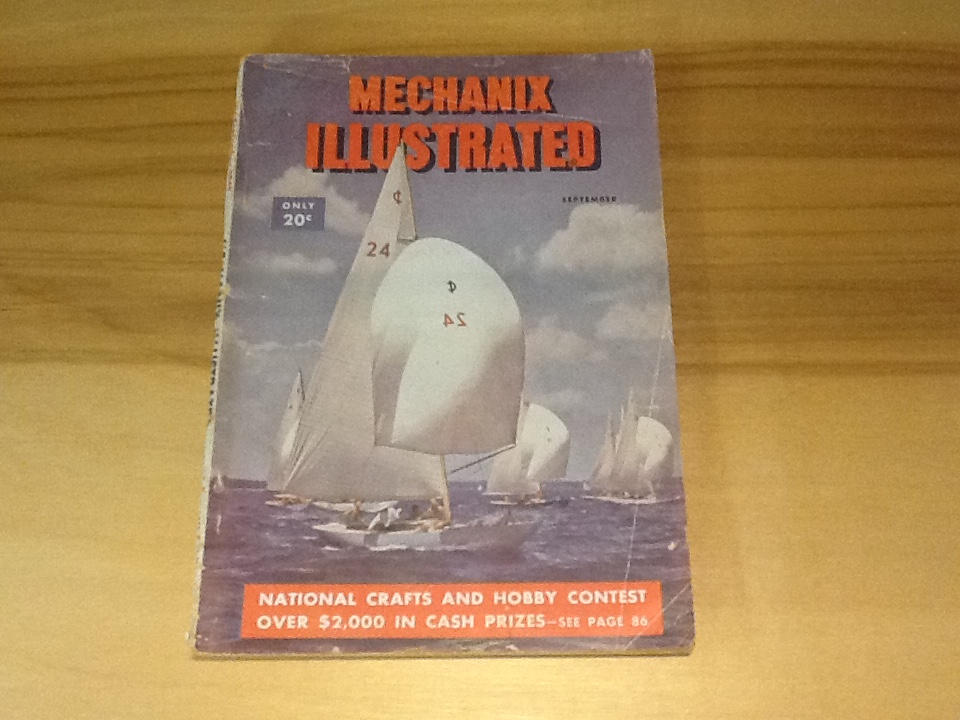 MECHANIX
ILLUSTRATED
ONLY
20¢
SEPTEMBER
¢
24
¢
24
NATIONAL CRAFTS AND HOBBY CONTEST
OVER $2,000 IN CASH PRIZES—SEE PAGE 86